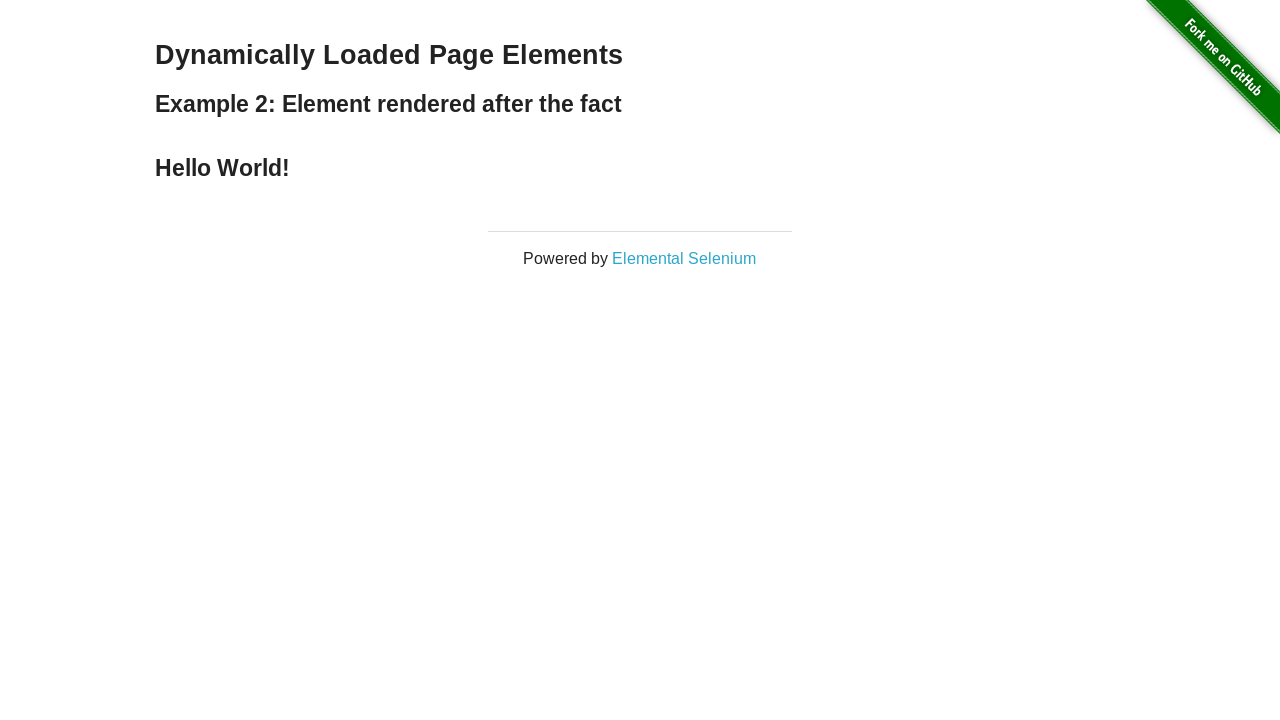 Dynamically Loaded Page Elements
Fork me on GitHub
Example 2: Element rendered after the fact
Hello World!
Powered by Elemental Selenium